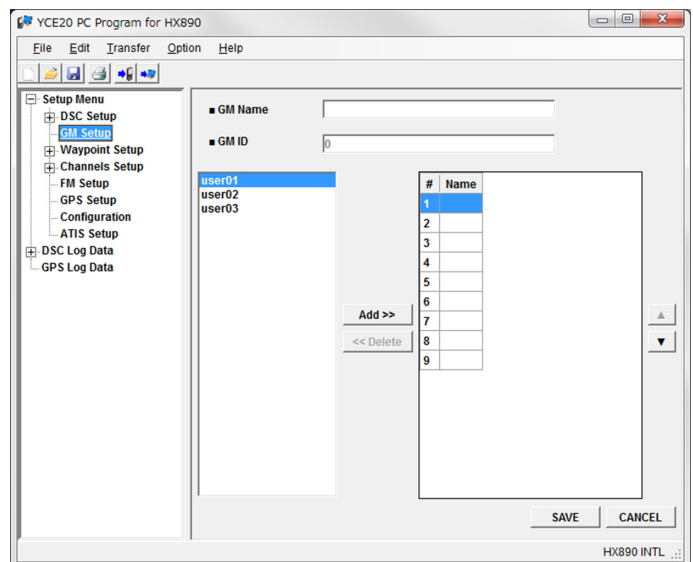 YCE20 PC Program for HX890
File Edit Transfer Option Help
Setup Menu
DSC Setup
GM Setup
Waypoint Setup
Channels Setup
FM Setup
GPS Setup
Configuration
ATIS Setup
DSC Log Data
GPS Log Data
■ GM Name
■ GM ID 0
user01
user02
user03
# Name
1
2
3
4
5
6
7
8
9
Add >>
<< Delete
▲
▼
SAVE CANCEL
HX890 INTL